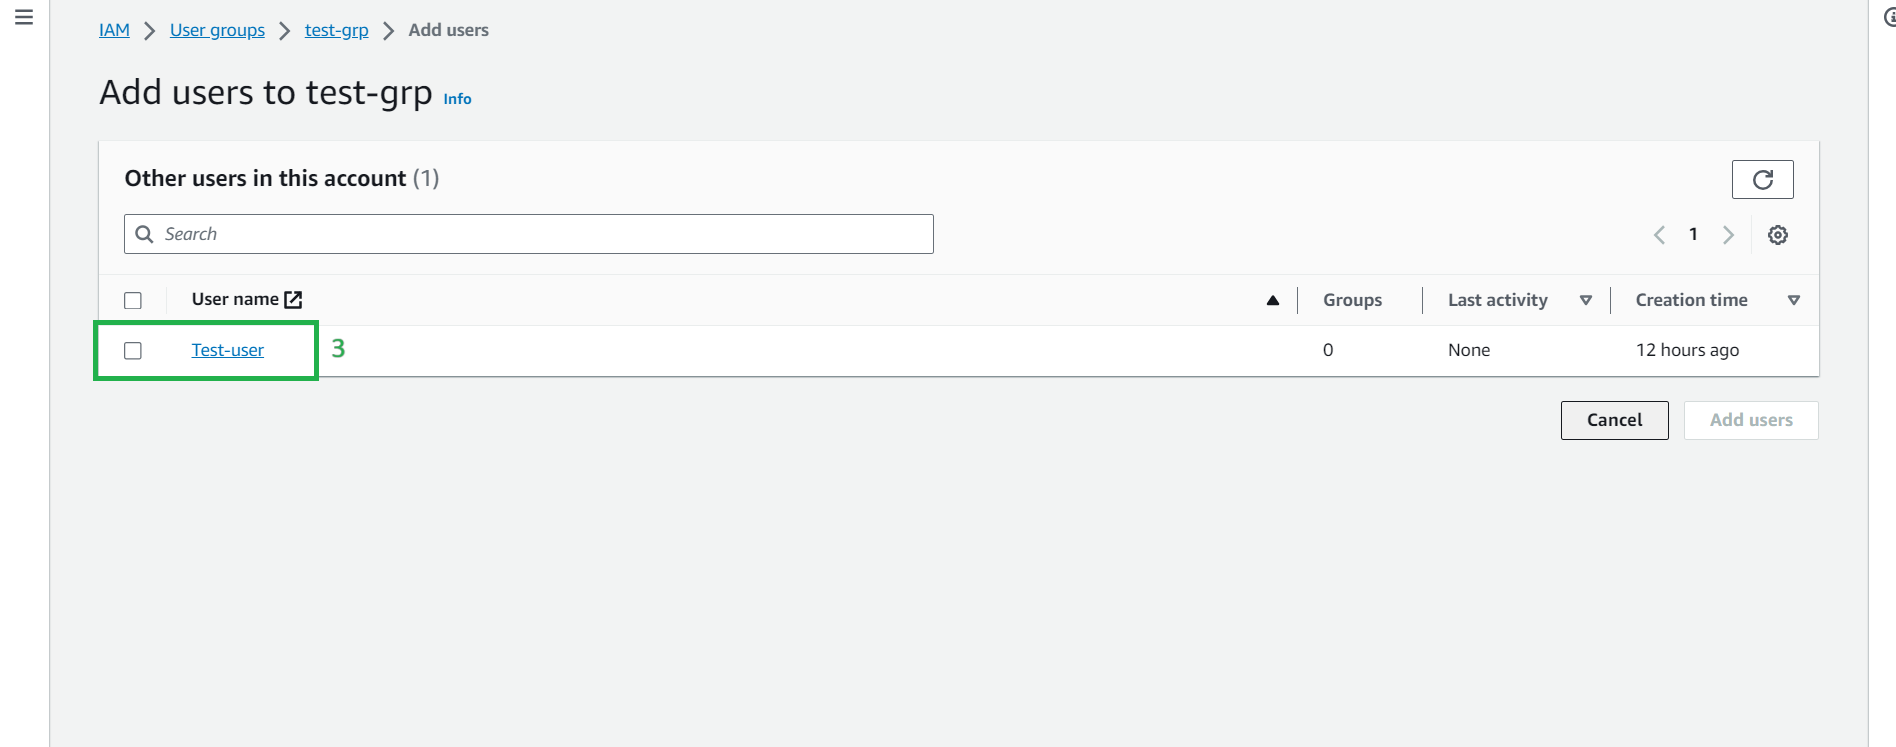 IAM User groups test-grp Add users
Add users to test-grp Info
Other users in this account (1)
Search
1
User name Groups Last activity Creation time
Test-user 3 0 None 12 hours ago
Cancel Add users